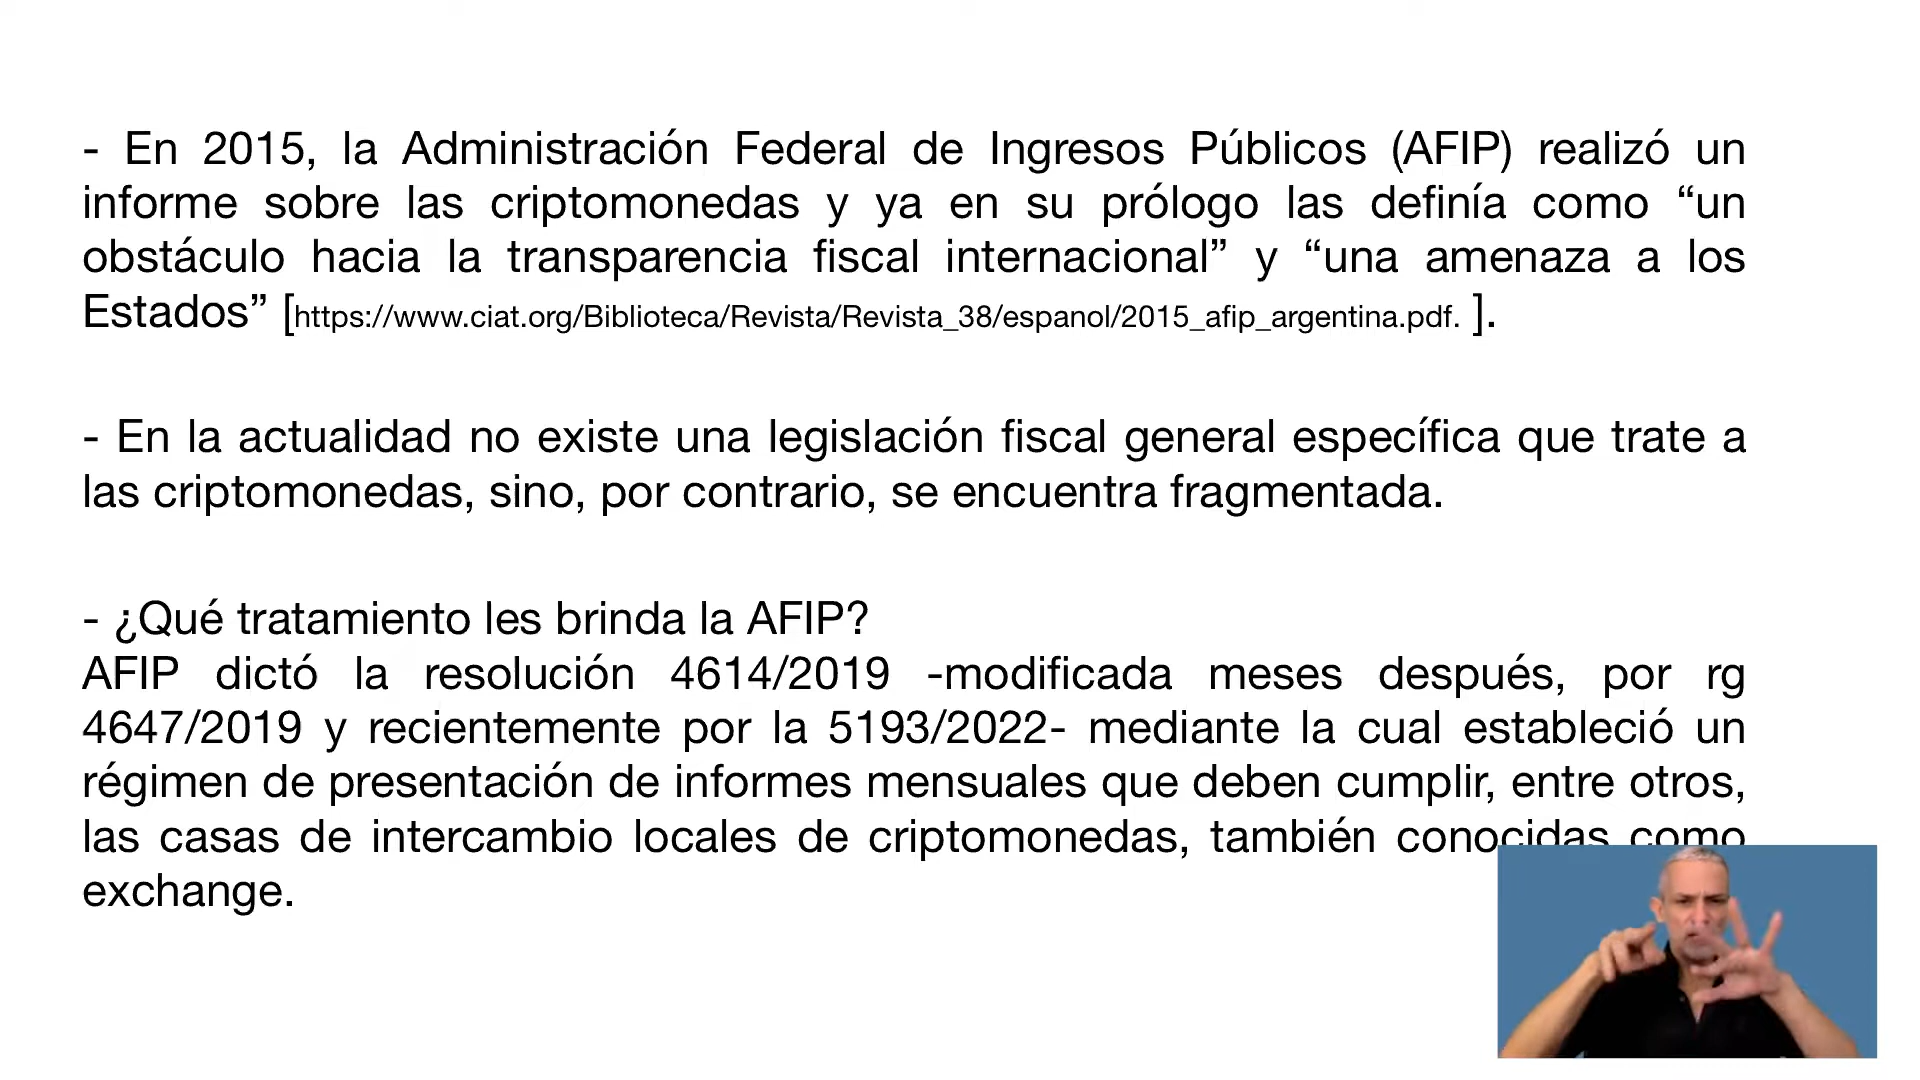 - En 2015, la Administración Federal de Ingresos Públicos (AFIP) realizó un
informe sobre las criptomonedas y ya en su prólogo las definía como “un
obstáculo hacia la transparencia fiscal internacional” y “una amenaza a los
Estados” [https://www.ciat.org/Biblioteca/Revista/Revista_38/espanol/2015_afip_argentina.pdf. ].
- En la actualidad no existe una legislación fiscal general específica que trate a
las criptomonedas, sino, por contrario, se encuentra fragmentada.
- ¿Qué tratamiento les brinda la AFIP?
AFIP dictó la resolución 4614/2019 -modificada meses después, por rg
4647/2019 y recientemente por la 5193/2022- mediante la cual estableció un
régimen de presentación de informes mensuales que deben cumplir, entre otros,
las casas de intercambio locales de criptomonedas, también conocidas como
exchange.